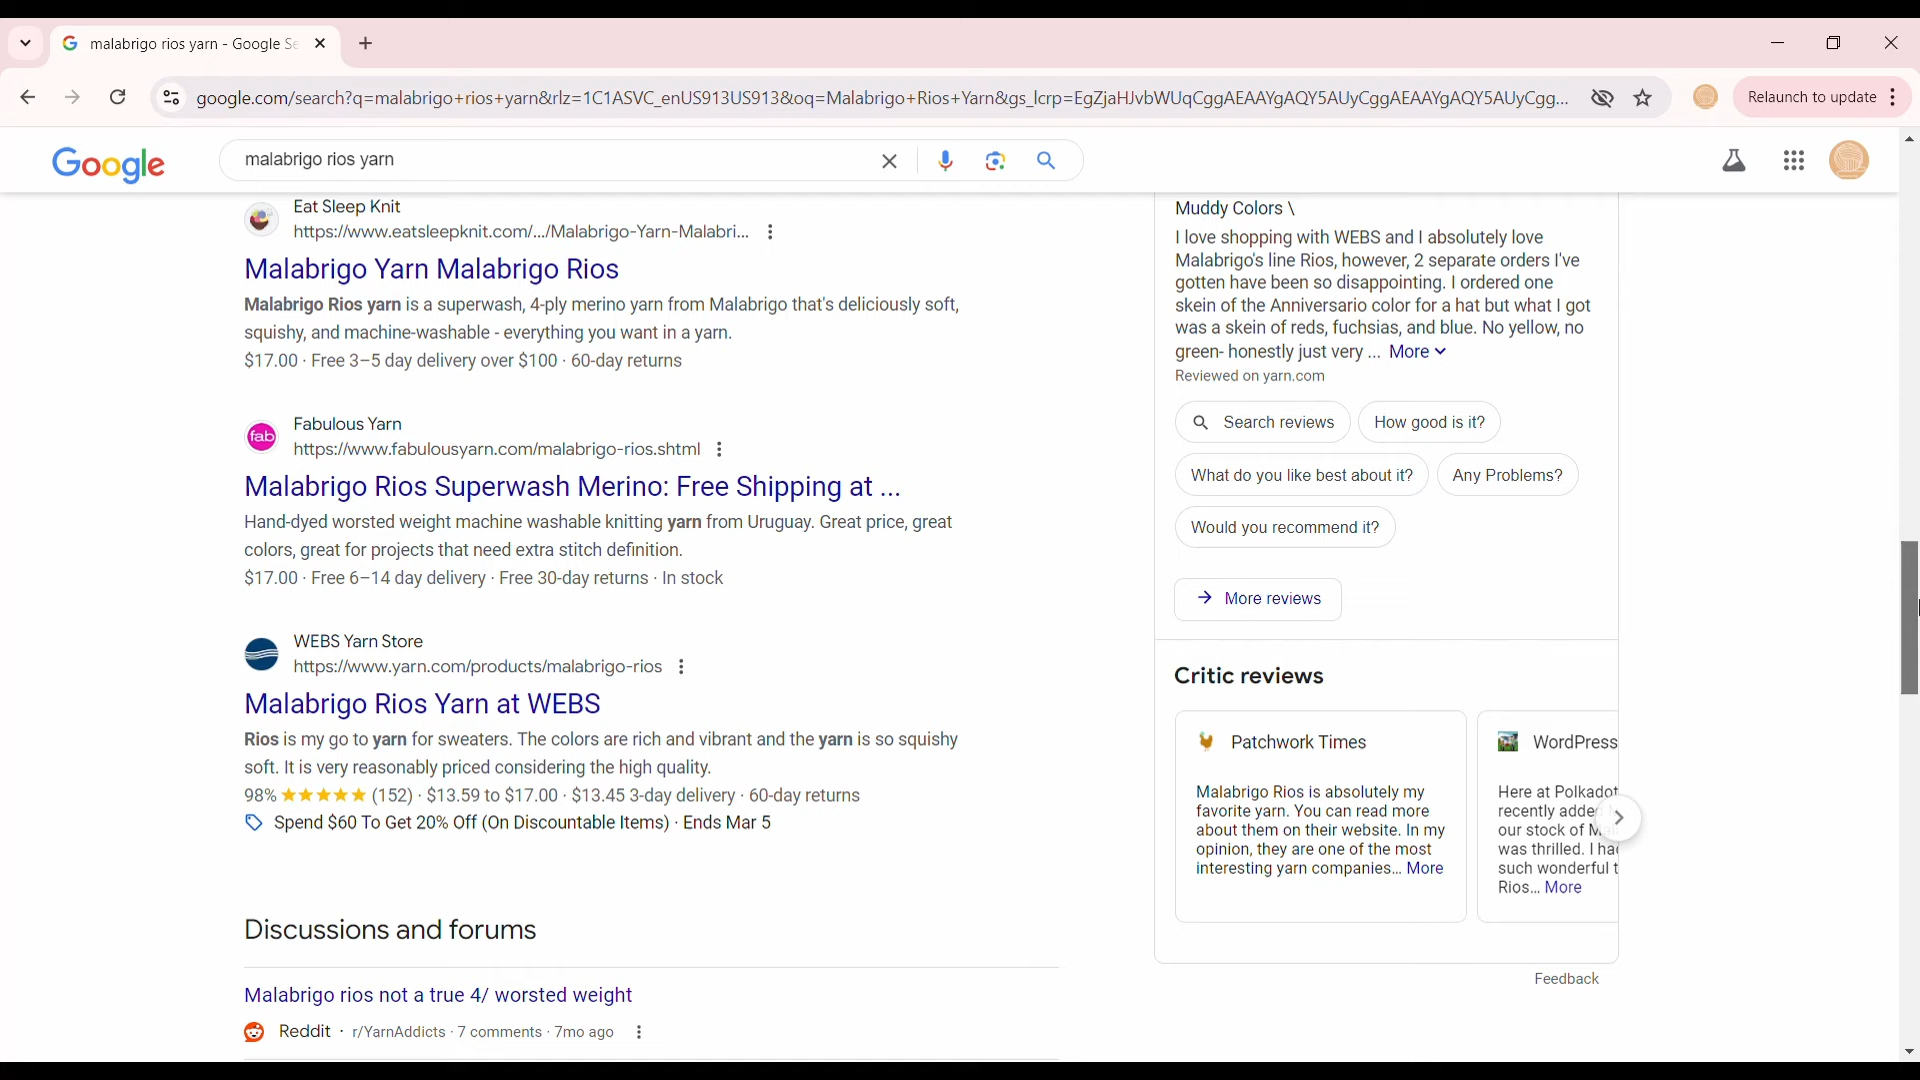 malabrigo rios yarn - Google Se
google.com/search?q=malabrigo+rios+yarn&rlz=1C1ASVC_enUS913US913&oq=Malabrigo+Rios+Yarn&gs_lcrp=EgZjaHJvbWUqCggAEAAYgAQY5AUyCggAEAAYgAQY5AUyCgg...
Relaunch to update
Google
malabrigo rios yarn
Eat Sleep Knit
https://www.eatsleepknit.com/.../Malabrigo-Yarn-Malabri...
Malabrigo Yarn Malabrigo Rios
Malabrigo Rios yarn is a superwash, 4-ply merino yarn from Malabrigo that's deliciously soft,
squishy, and machine-washable - everything you want in a yarn.
$17.00 · Free 3–5 day delivery over $100 · 60-day returns
fab
Fabulous Yarn
https://www.fabulousyarn.com/malabrigo-rios.shtml
Malabrigo Rios Superwash Merino: Free Shipping at ...
Hand-dyed worsted weight machine washable knitting yarn from Uruguay. Great price, great
colors, great for projects that need extra stitch definition.
$17.00 · Free 6–14 day delivery · Free 30-day returns · In stock
WEBS Yarn Store
https://www.yarn.com/products/malabrigo-rios
Malabrigo Rios Yarn at WEBS
Rios is my go to yarn for sweaters. The colors are rich and vibrant and the yarn is so squishy
soft. It is very reasonably priced considering the high quality.
98% ★★★★★ (152) · $13.59 to $17.00 · $13.45 3-day delivery · 60-day returns
Spend $60 To Get 20% Off (On Discountable Items) · Ends Mar 5
Discussions and forums
Malabrigo rios not a true 4/ worsted weight
Reddit · r/YarnAddicts · 7 comments · 7mo ago
Muddy Colors \
I love shopping with WEBS and I absolutely love
Malabrigo's line Rios, however, 2 separate orders I've
gotten have been so disappointing. I ordered one
skein of the Anniversario color for a hat but what I got
was a skein of reds, fuchsias, and blue. No yellow, no
green- honestly just very ... More
Reviewed on yarn.com
Search reviews
How good is it?
What do you like best about it?
Any Problems?
Would you recommend it?
More reviews
Critic reviews
Patchwork Times
Malabrigo Rios is absolutely my
favorite yarn. You can read more
about them on their website. In my
opinion, they are one of the most
interesting yarn companies... More
WordPress
Here at Polkadot
recently added
our stock of
was thrilled. I ha
such wonderful t
Rios... More
Feedback